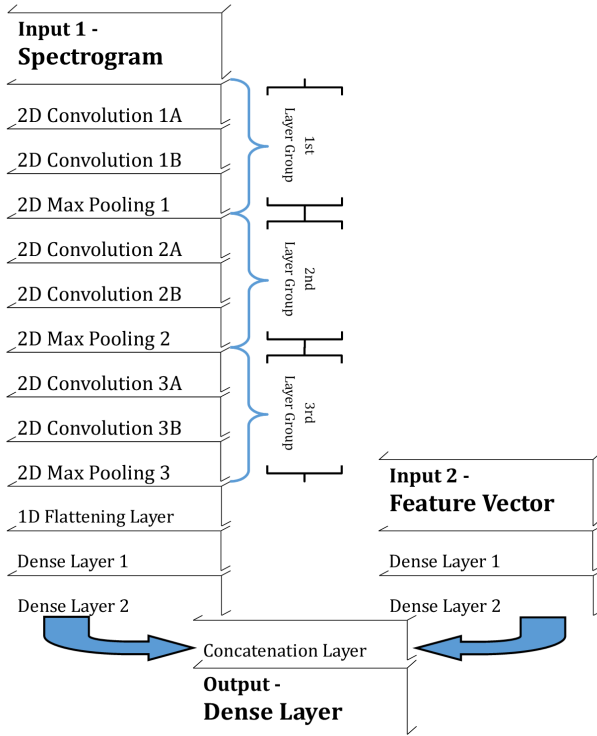 Input 1 -
Spectrogram
2D Convolution 1A
2D Convolution 1B
2D Max Pooling 1
2D Convolution 2A
2D Convolution 2B
2D Max Pooling 2
2D Convolution 3A
2D Convolution 3B
2D Max Pooling 3
1D Flattening Layer
Dense Layer 1
Dense Layer 2
1st
Layer Group
2nd
Layer Group
3rd
Layer Group
Input 2 -
Feature Vector
Dense Layer 1
Dense Layer 2
Concatenation Layer
Output -
Dense Layer